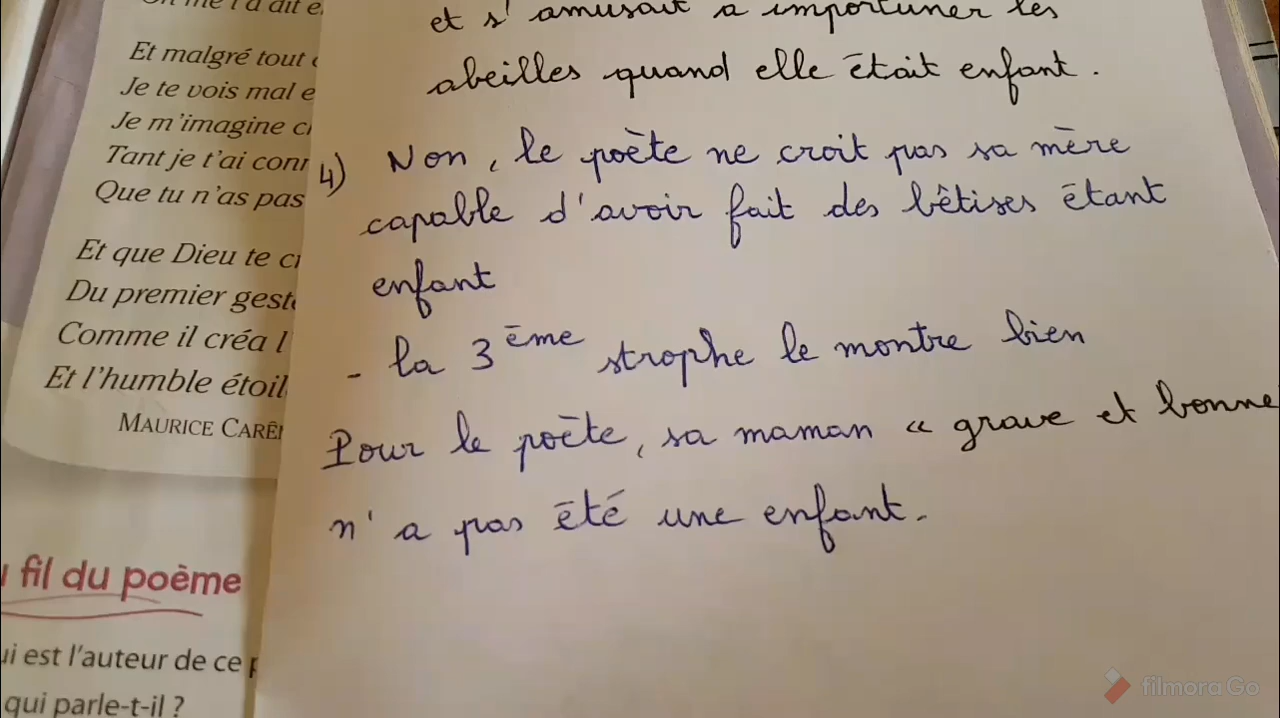 Et malgré tout
Je te vois mal e
Je m'imagine
Tant je t'ai
Que tu n'as pas
Et que Dieu te
Du premier
Comme il créa l
Et l'humble
MAURICE
fil du poème
est l'auteur de ce
qui parle-t-il ?
et s'amusait a importuner les
abeilles quand elle était enfant.
4) Non, le poète ne croit pas sa mère
capable d'avoir fait des bêtises étant
enfant
- la 3ème strophe le montre bien
Pour le poète, sa maman « grave et bonne
n'a pas été une enfant.
filmora Go